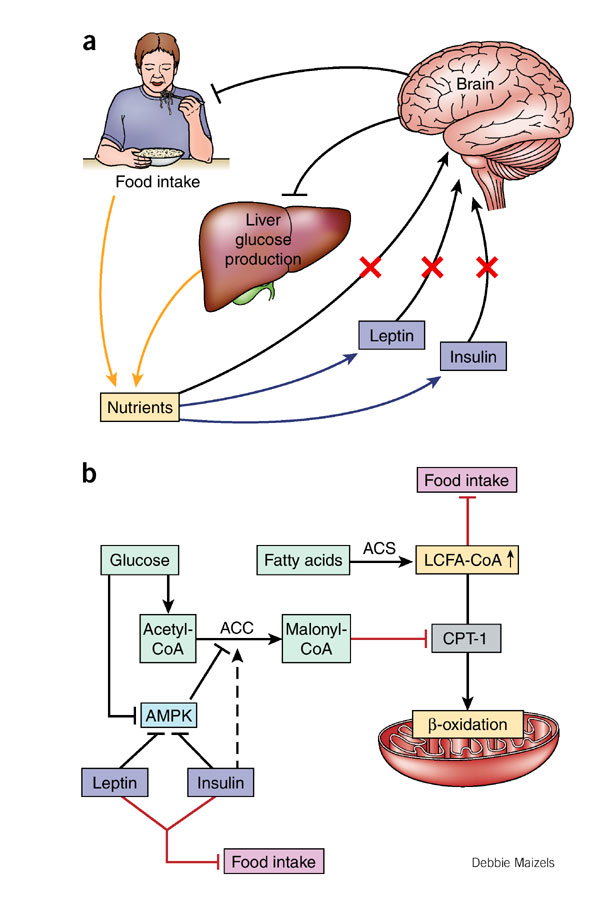 a
Brain
Food intake
Liver
glucose
production
Leptin
Insulin
Nutrients
b
Food intake
ACS
Glucose
Fatty acids
LCFA-CoA ↑
Acetyl-
CoA
ACC
Malonyl-
CoA
CPT-1
AMPK
β-oxidation
Leptin
Insulin
Food intake
Debbie Maizels